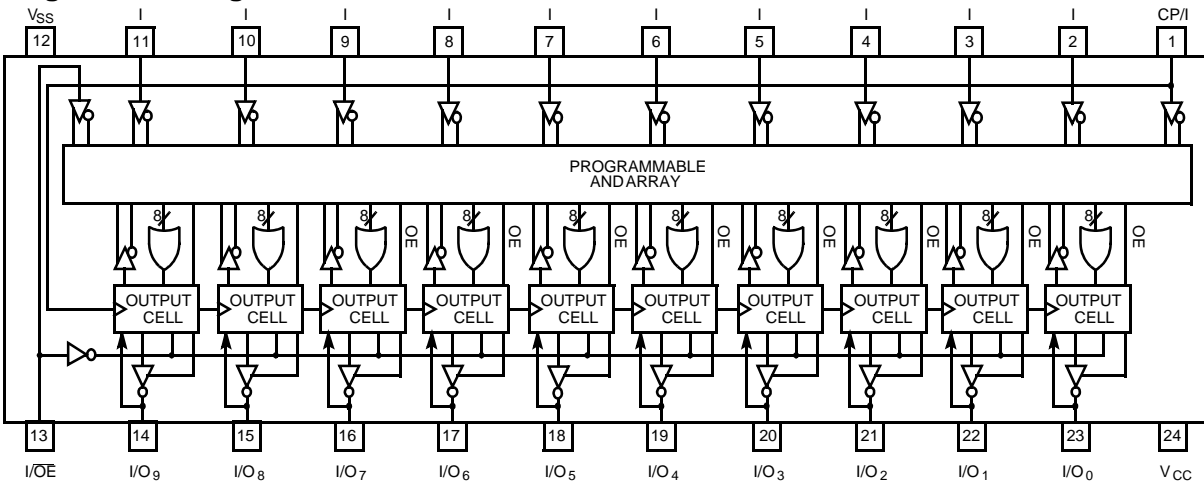 VSS I I I I I I I I I I CP/I
12 11 10 9 8 7 6 5 4 3 2 1
PROGRAMMABLE
AND ARRAY
8 8 8 8 8 8 8 8 8 8
OE OE OE OE OE OE OE OE
OUTPUT CELL
OUTPUT CELL
OUTPUT CELL
OUTPUT CELL
OUTPUT CELL
OUTPUT CELL
OUTPUT CELL
OUTPUT CELL
OUTPUT CELL
OUTPUT CELL
13 14 15 16 17 18 19 20 21 22 23 24
I/OE I/O9 I/O8 I/O7 I/O6 I/O5 I/O4 I/O3 I/O2 I/O1 I/O0 VCC